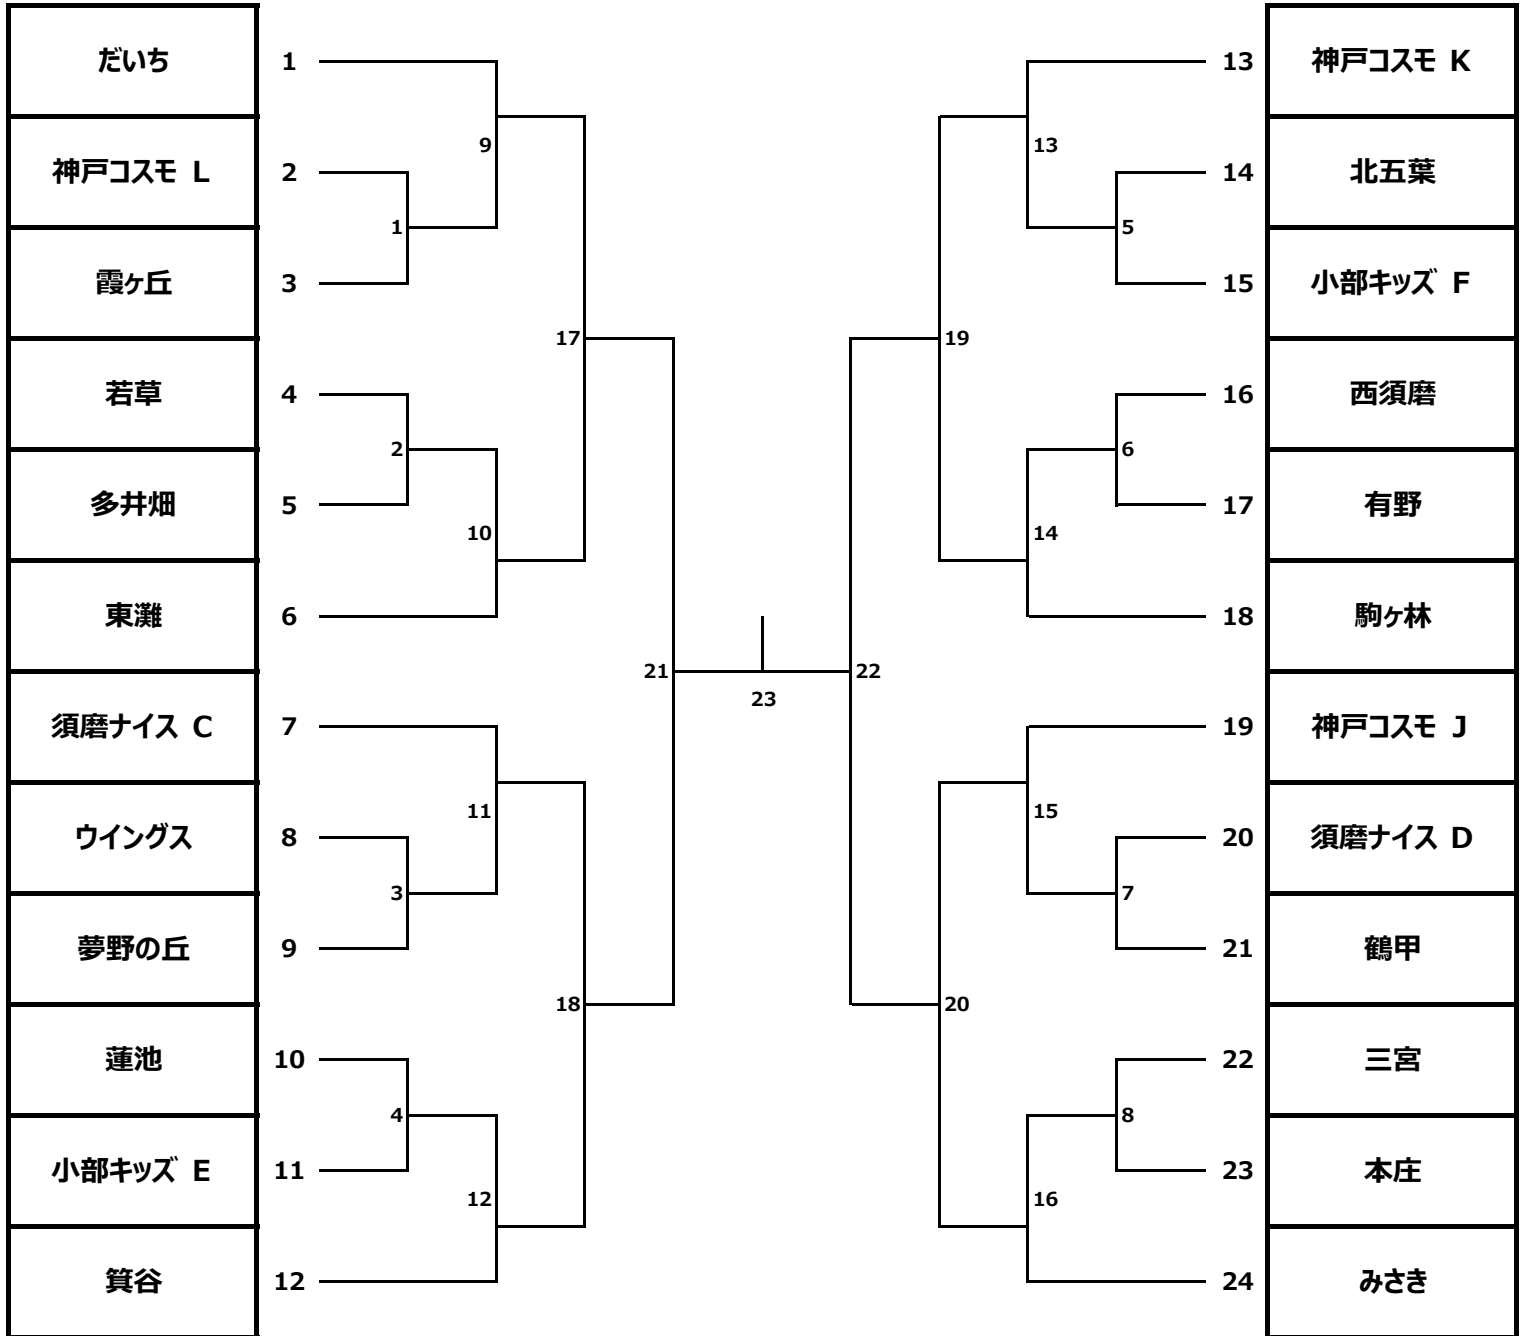 だいち 1
神戸コスモ L 2
霞ヶ丘 3
若草 4
多井畑 5
東灘 6
須磨ナイス C 7
ウイングス 8
夢野の丘 9
蓮池 10
小部キッズ E 11
箕谷 12
9
1
17
2
10
21
11
3
18
4
12
23
13
5
19
6
14
22
15
7
20
8
16
13 神戸コスモ K
14 北五葉
15 小部キッズ F
16 西須磨
17 有野
18 駒ヶ林
19 神戸コスモ J
20 須磨ナイス D
21 鶴甲
22 三宮
23 本庄
24 みさき